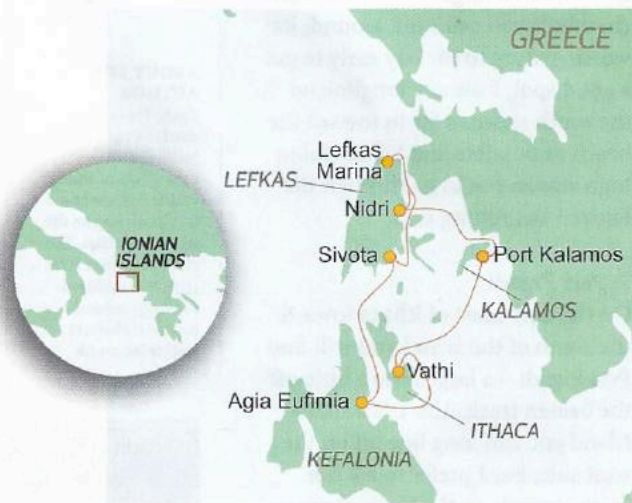 GREECE
Lefkas
Marina
LEFKAS
Nidri
Sivota
Port Kalamos
KALAMOS
IONIAN
ISLANDS
Vathi
Agia Eufimia
ITHACA
KEFALONIA